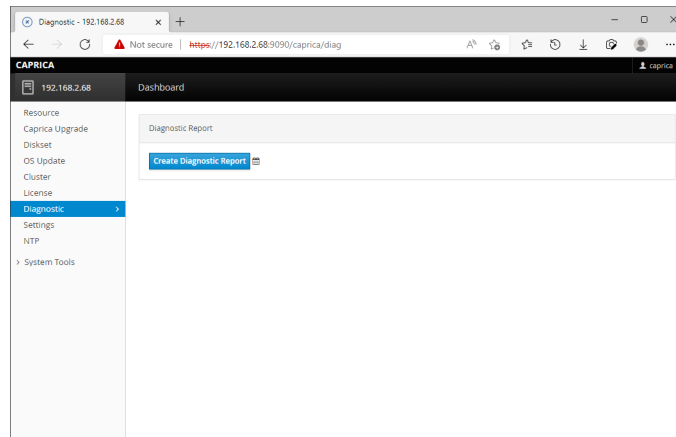 Diagnostic - 192.168.2.68
Not secure | https://192.168.2.68:9090/caprica/diag
CAPRICA
caprica
192.168.2.68
Dashboard
Resource
Caprica Upgrade
Diskset
OS Update
Cluster
License
Diagnostic
Settings
NTP
System Tools
Diagnostic Report
Create Diagnostic Report